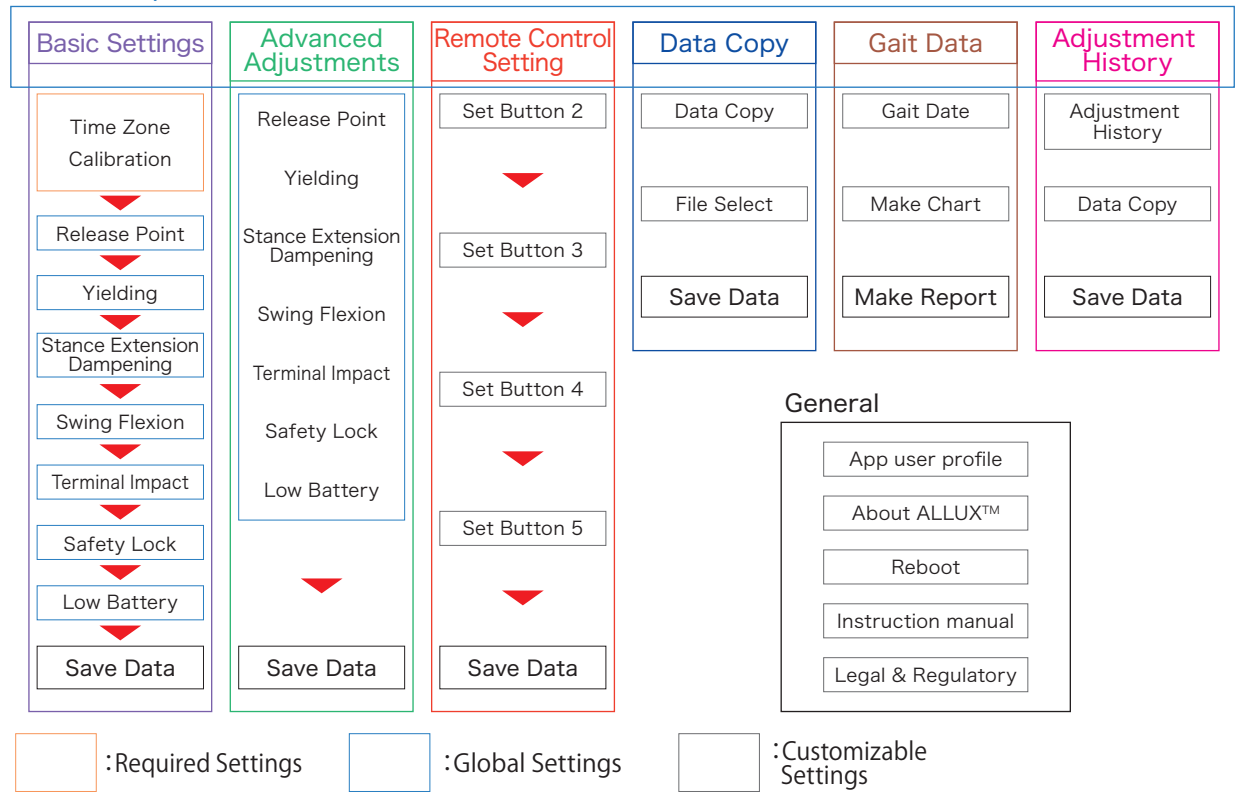 Basic Settings
Time Zone
Calibration
Release Point
Yielding
Stance Extension
Dampening
Swing Flexion
Terminal Impact
Safety Lock
Low Battery
Save Data
Advanced
Adjustments
Release Point
Yielding
Stance Extension
Dampening
Swing Flexion
Terminal Impact
Safety Lock
Low Battery
Save Data
Remote Control
Setting
Set Button 2
Set Button 3
Set Button 4
Set Button 5
Save Data
Data Copy
Data Copy
File Select
Save Data
Gait Data
Gait Date
Make Chart
Make Report
Adjustment
History
Adjustment
History
Data Copy
Save Data
General
App user profile
About ALLUX™
Reboot
Instruction manual
Legal & Regulatory
:Required Settings
:Global Settings
:Customizable
Settings